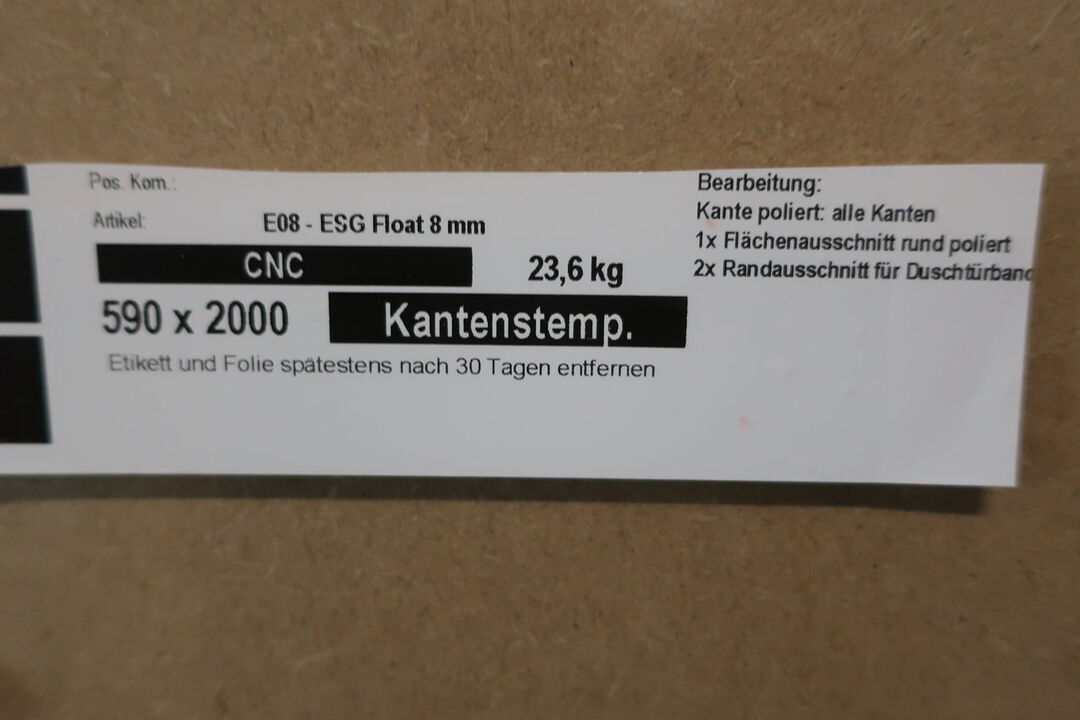 Pos. Kom.:
Artikel: E08 - ESG Float 8 mm
CNC 23,6 kg
590 x 2000 Kantenstemp.
Etikett und Folie spätestens nach 30 Tagen entfernen
Bearbeitung:
Kante poliert: alle Kanten
1x Flächenausschnitt rund poliert
2x Randausschnitt für Duschtürband